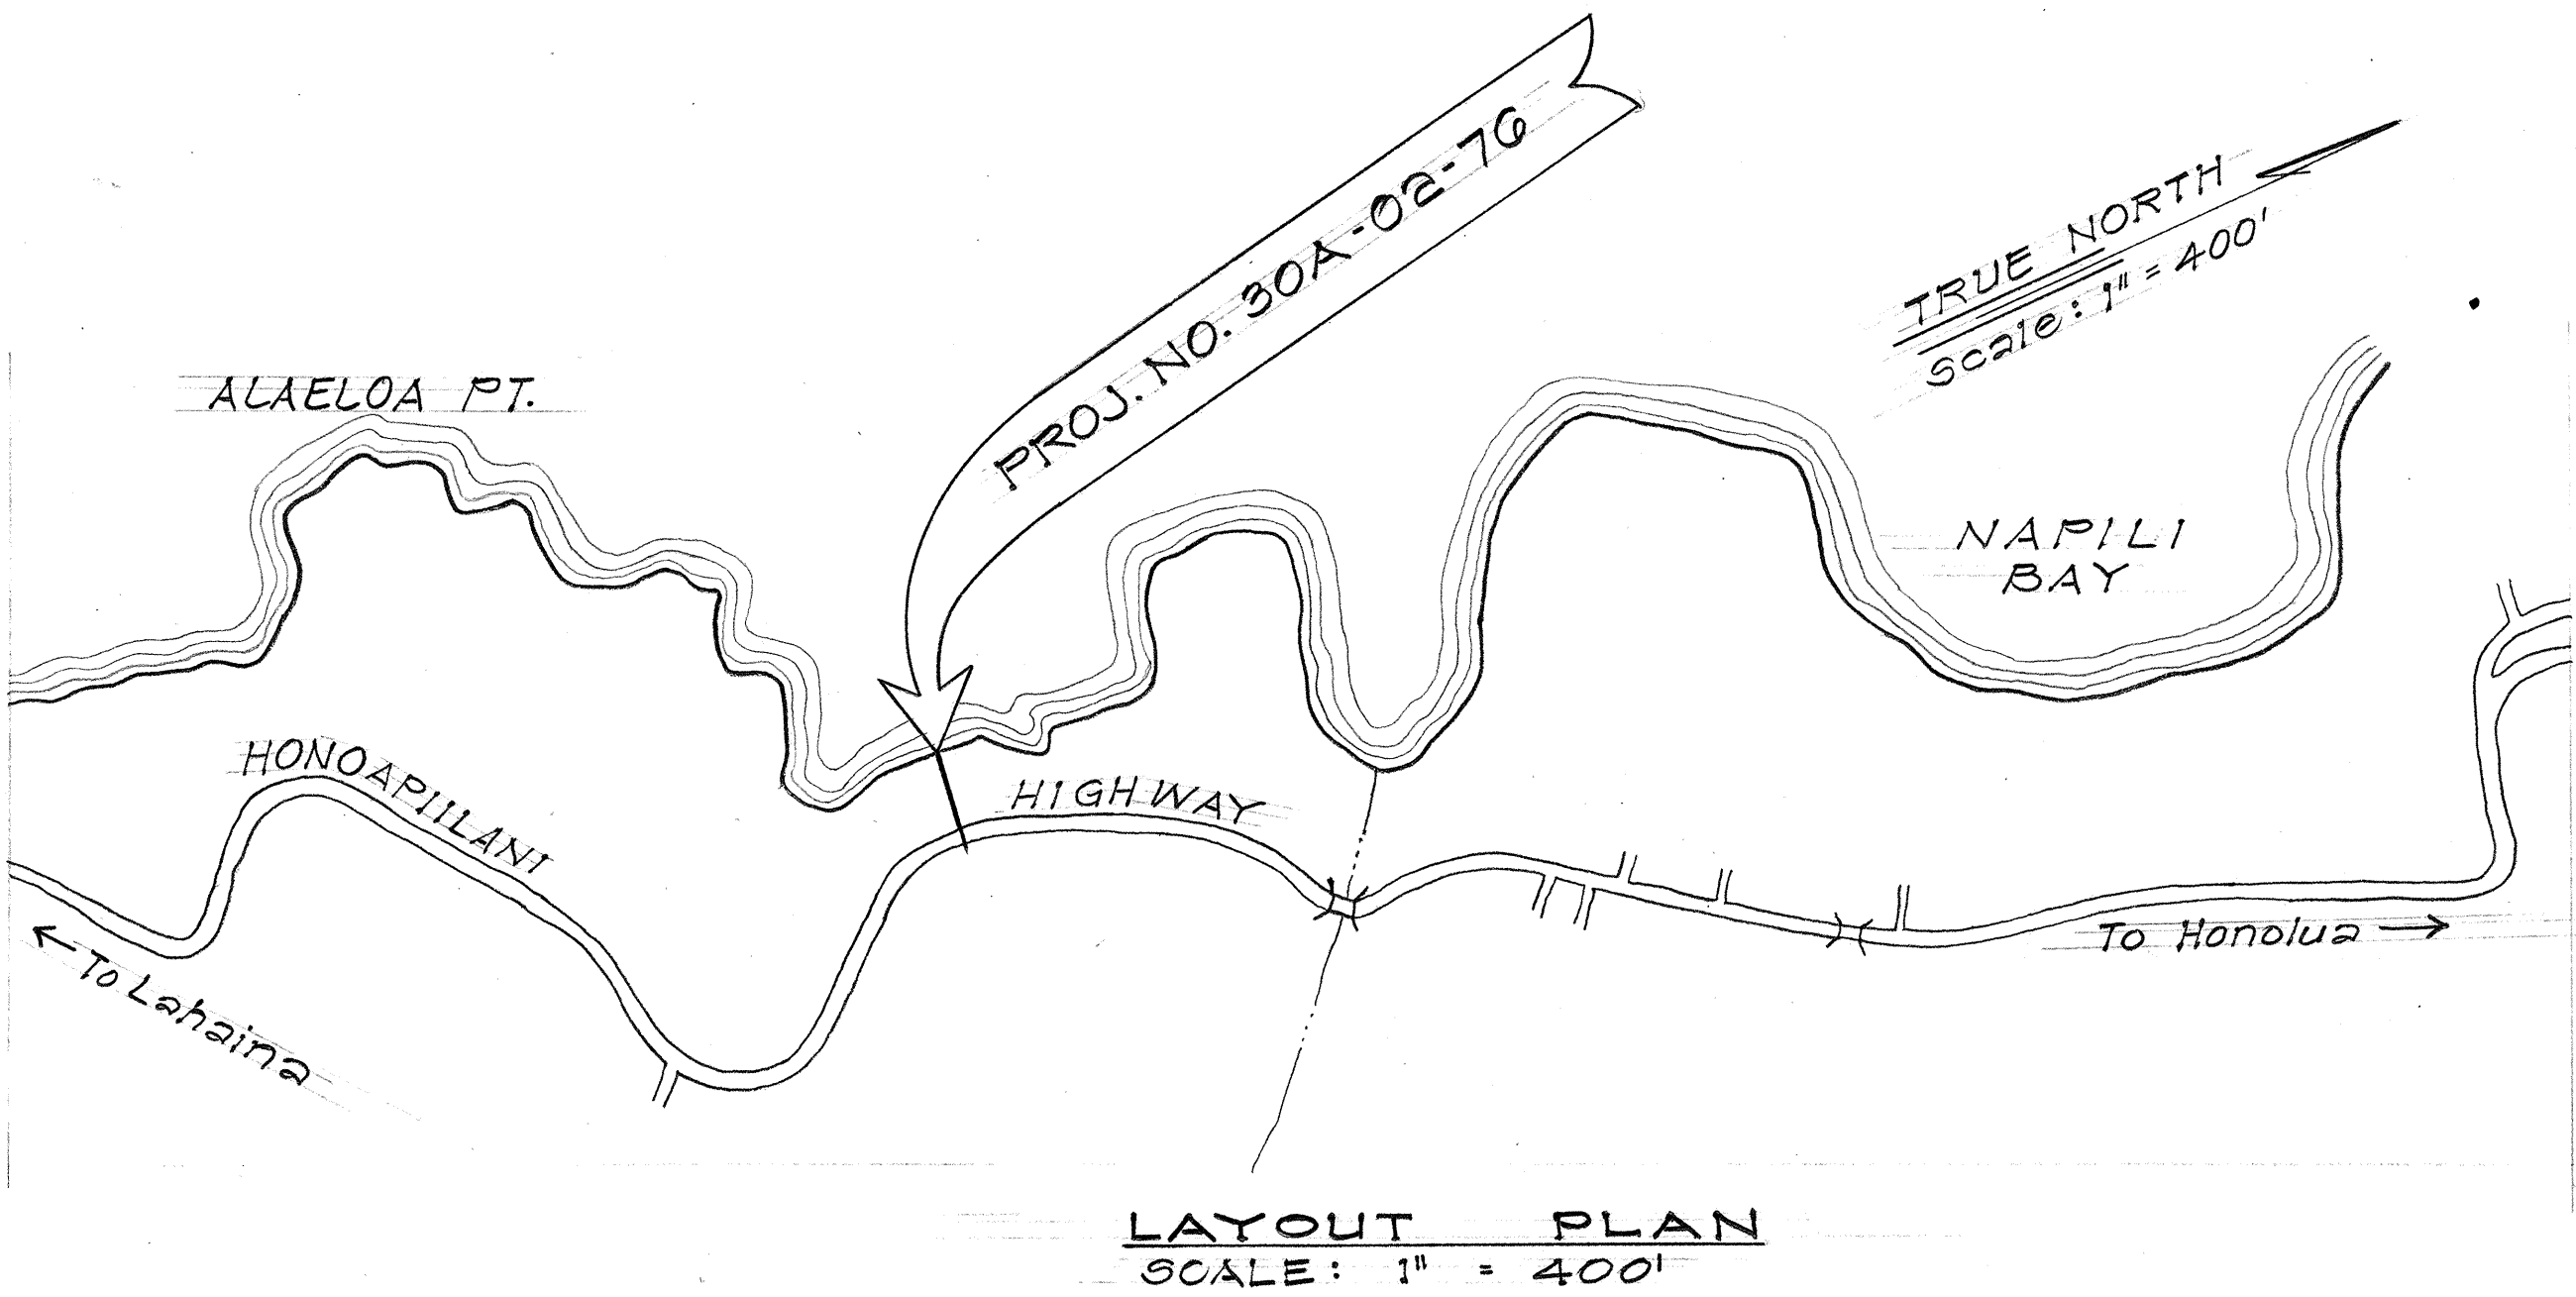 PROJ. NO. 30A-02-76
TRUE NORTH
Scale: 1" = 400'
ALAELOA PT.
NAPILI
BAY
HONOAPIILANI HIGHWAY
To Lahaina
To Honolua
LAYOUT PLAN
SCALE: 1" = 400'